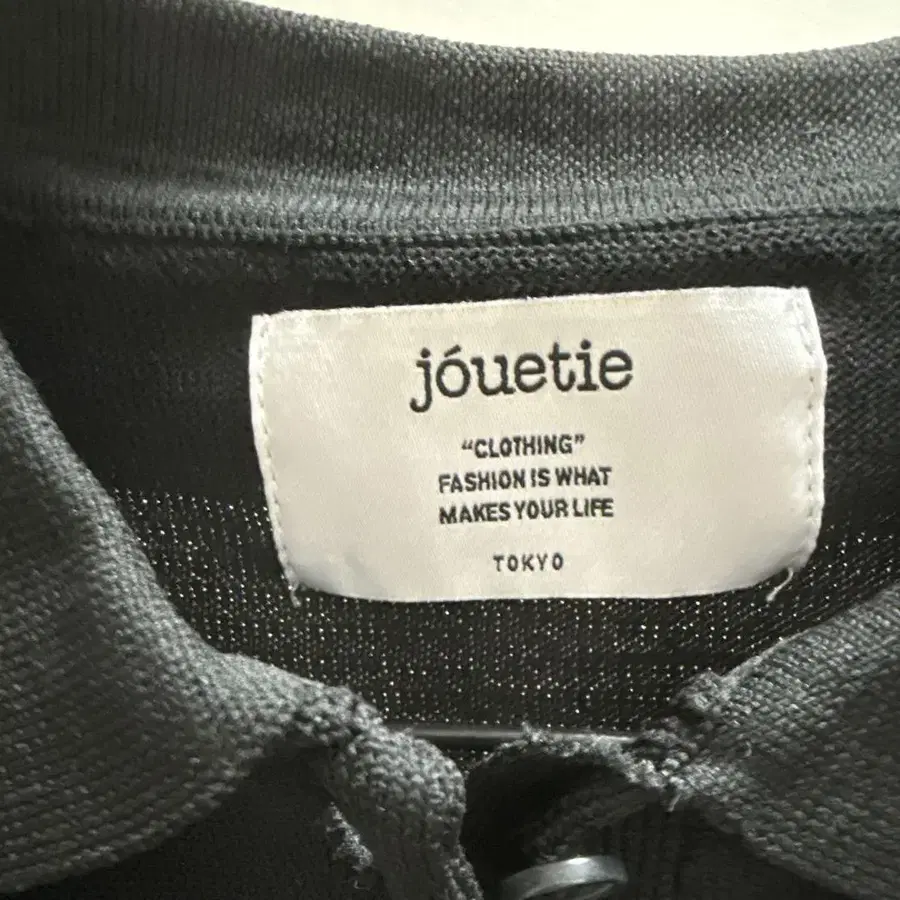 jóuetie
“CLOTHING”
FASHION IS WHAT
MAKES YOUR LIFE
TOKYO